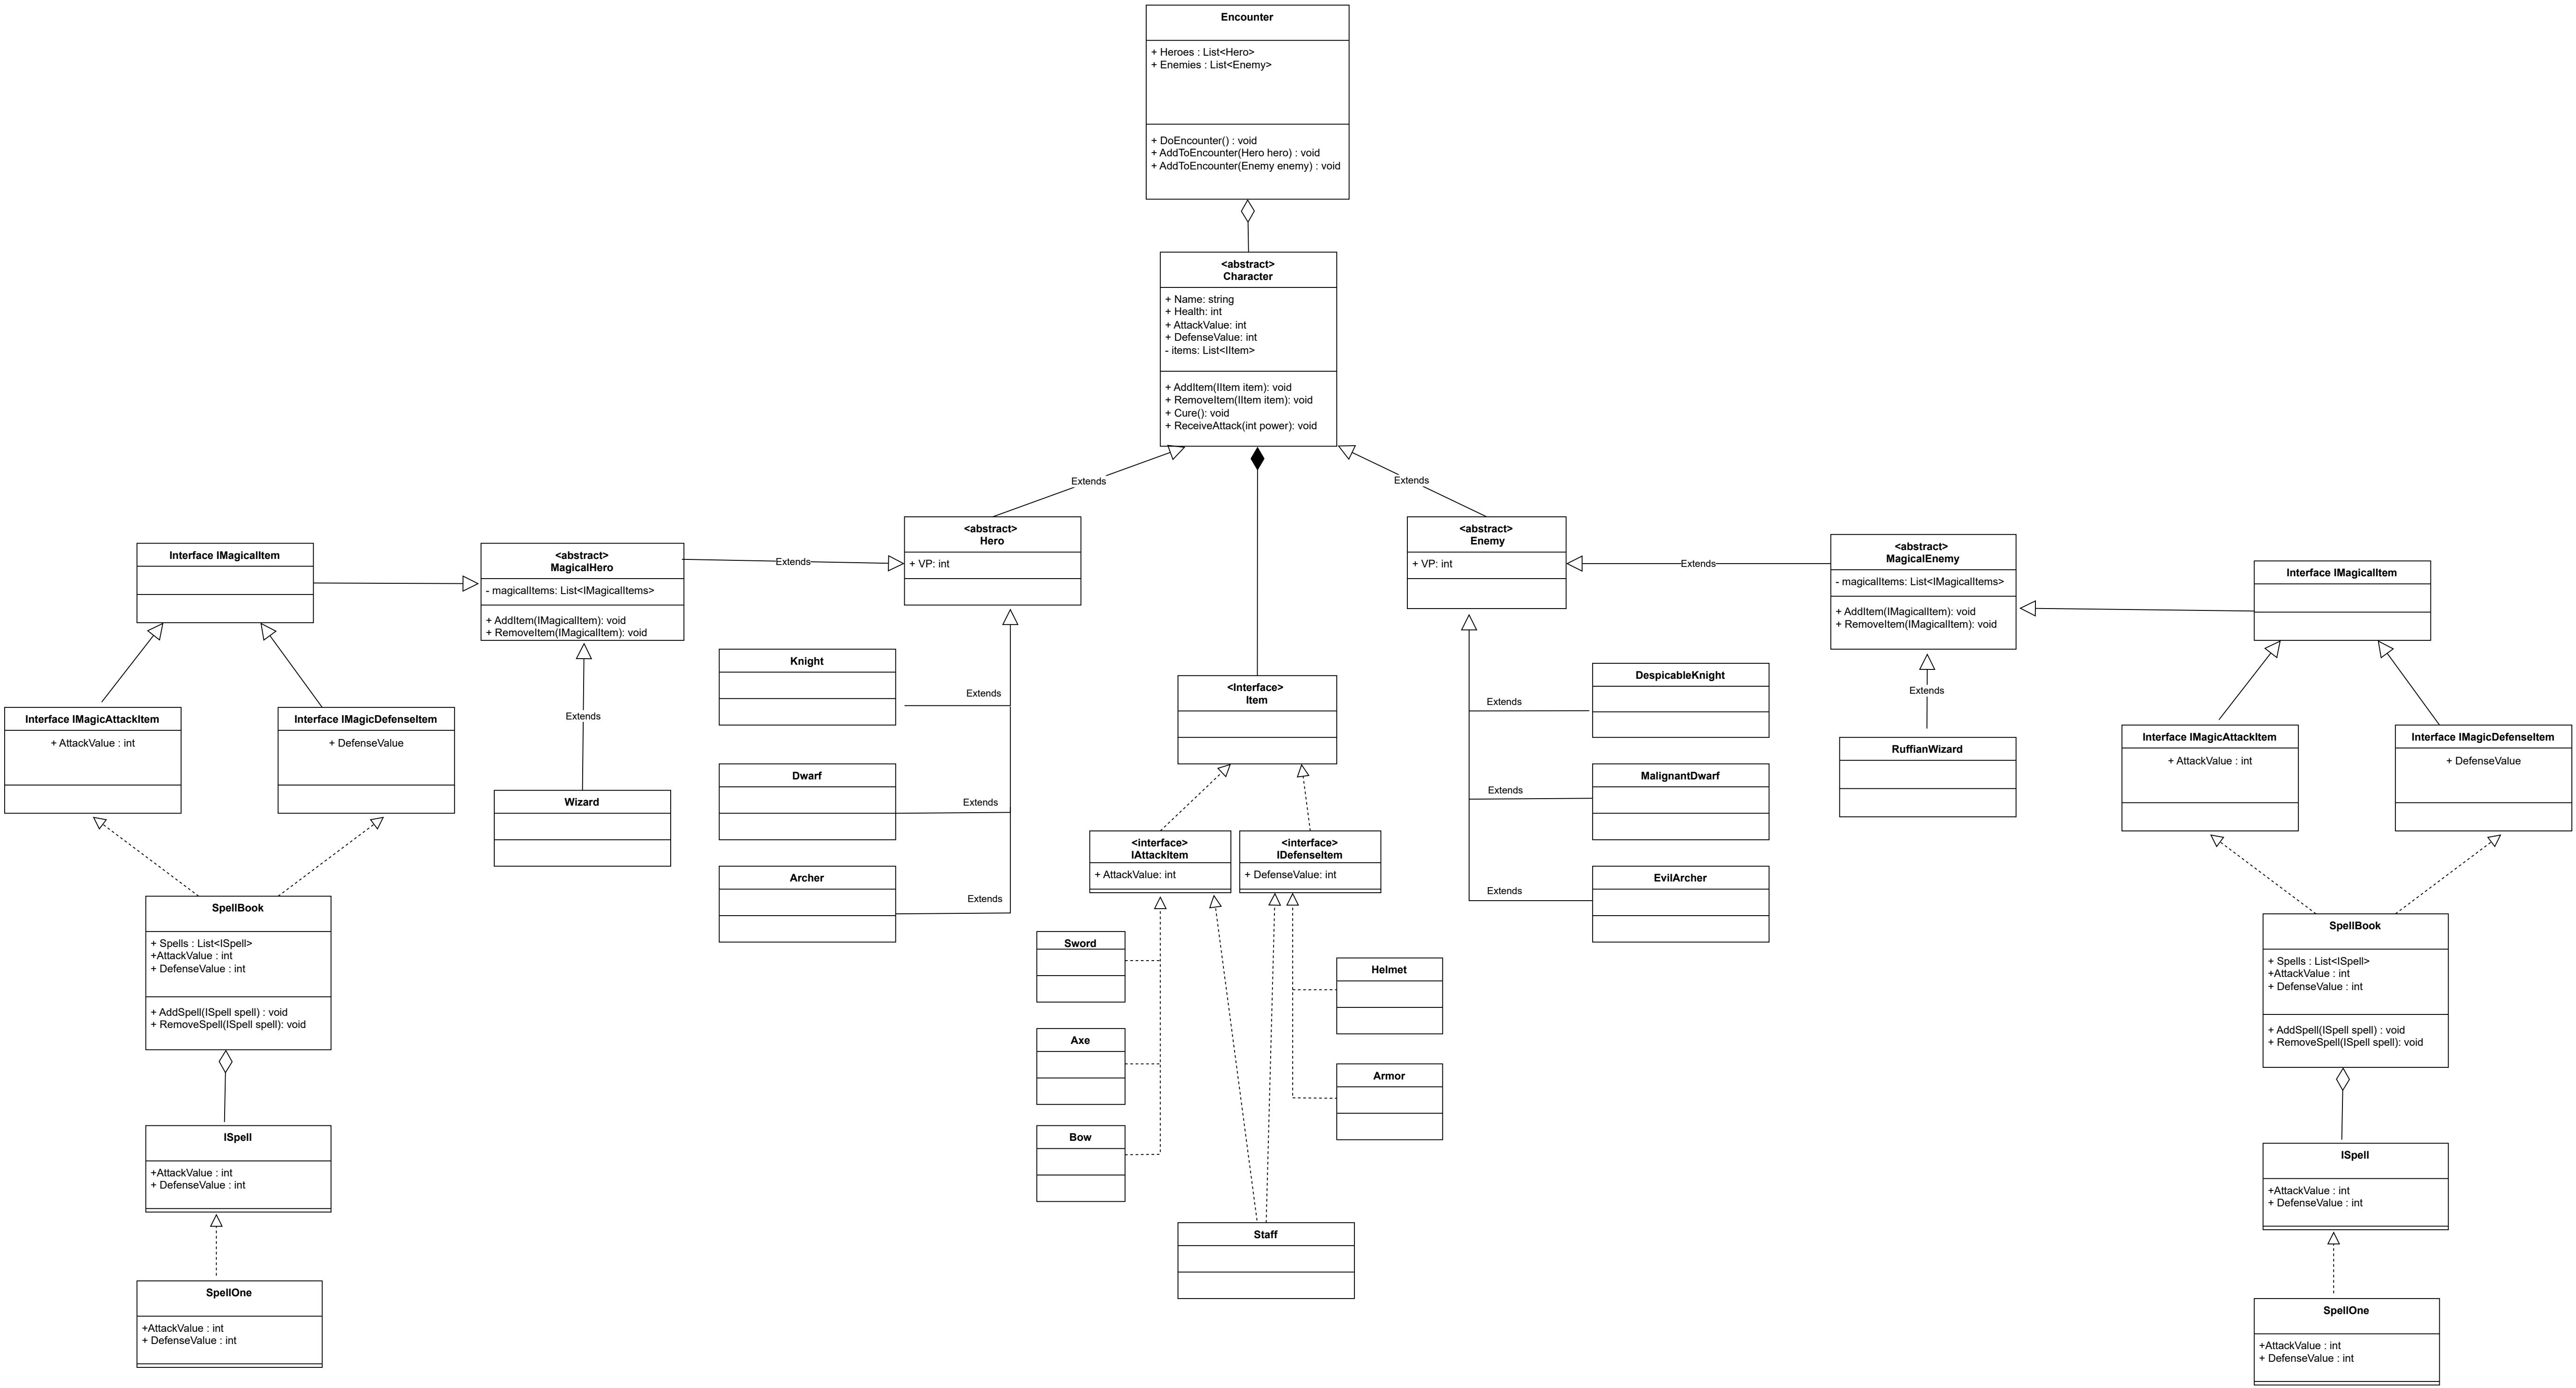 Encounter
+ Heroes : List<Hero>
+ Enemies : List<Enemy>
+ DoEncounter() : void
+ AddToEncounter(Hero hero) : void
+ AddToEncounter(Enemy enemy) : void
<abstract>
Character
+ Name: string
+ Health: int
+ AttackValue: int
+ DefenseValue: int
- items: List<IItem>
+ AddItem(IItem item): void
+ RemoveItem(IItem item): void
+ Cure(): void
+ ReceiveAttack(int power): void
Extends
Extends
Interface IMagicalItem
<abstract>
MagicalHero
- magicalItems: List<IMagicalItems>
+ AddItem(IMagicalItem): void
+ RemoveItem(IMagicalItem): void
Extends
<abstract>
Hero
+ VP: int
<abstract>
Enemy
+ VP: int
Extends
<abstract>
MagicalEnemy
- magicalItems: List<IMagicalItems>
+ AddItem(IMagicalItem): void
+ RemoveItem(IMagicalItem): void
Interface IMagicalItem
Interface IMagicAttackItem
+ AttackValue : int
Interface IMagicDefenseItem
+ DefenseValue
Extends
Wizard
Knight
Extends
Dwarf
Extends
Archer
Extends
<Interface>
Item
<interface>
IAttackItem
+ AttackValue: int
<interface>
IDefenseItem
+ DefenseValue: int
Extends
DespicableKnight
Extends
MalignantDwarf
Extends
EvilArcher
Extends
RuffianWizard
Interface IMagicAttackItem
+ AttackValue : int
Interface IMagicDefenseItem
+ DefenseValue
SpellBook
+ Spells : List<ISpell>
+AttackValue : int
+ DefenseValue : int
+ AddSpell(ISpell spell) : void
+ RemoveSpell(ISpell spell): void
Sword
Axe
Bow
Helmet
Armor
Staff
SpellBook
+ Spells : List<ISpell>
+AttackValue : int
+ DefenseValue : int
+ AddSpell(ISpell spell) : void
+ RemoveSpell(ISpell spell): void
ISpell
+AttackValue : int
+ DefenseValue : int
ISpell
+AttackValue : int
+ DefenseValue : int
SpellOne
+AttackValue : int
+ DefenseValue : int
SpellOne
+AttackValue : int
+ DefenseValue : int